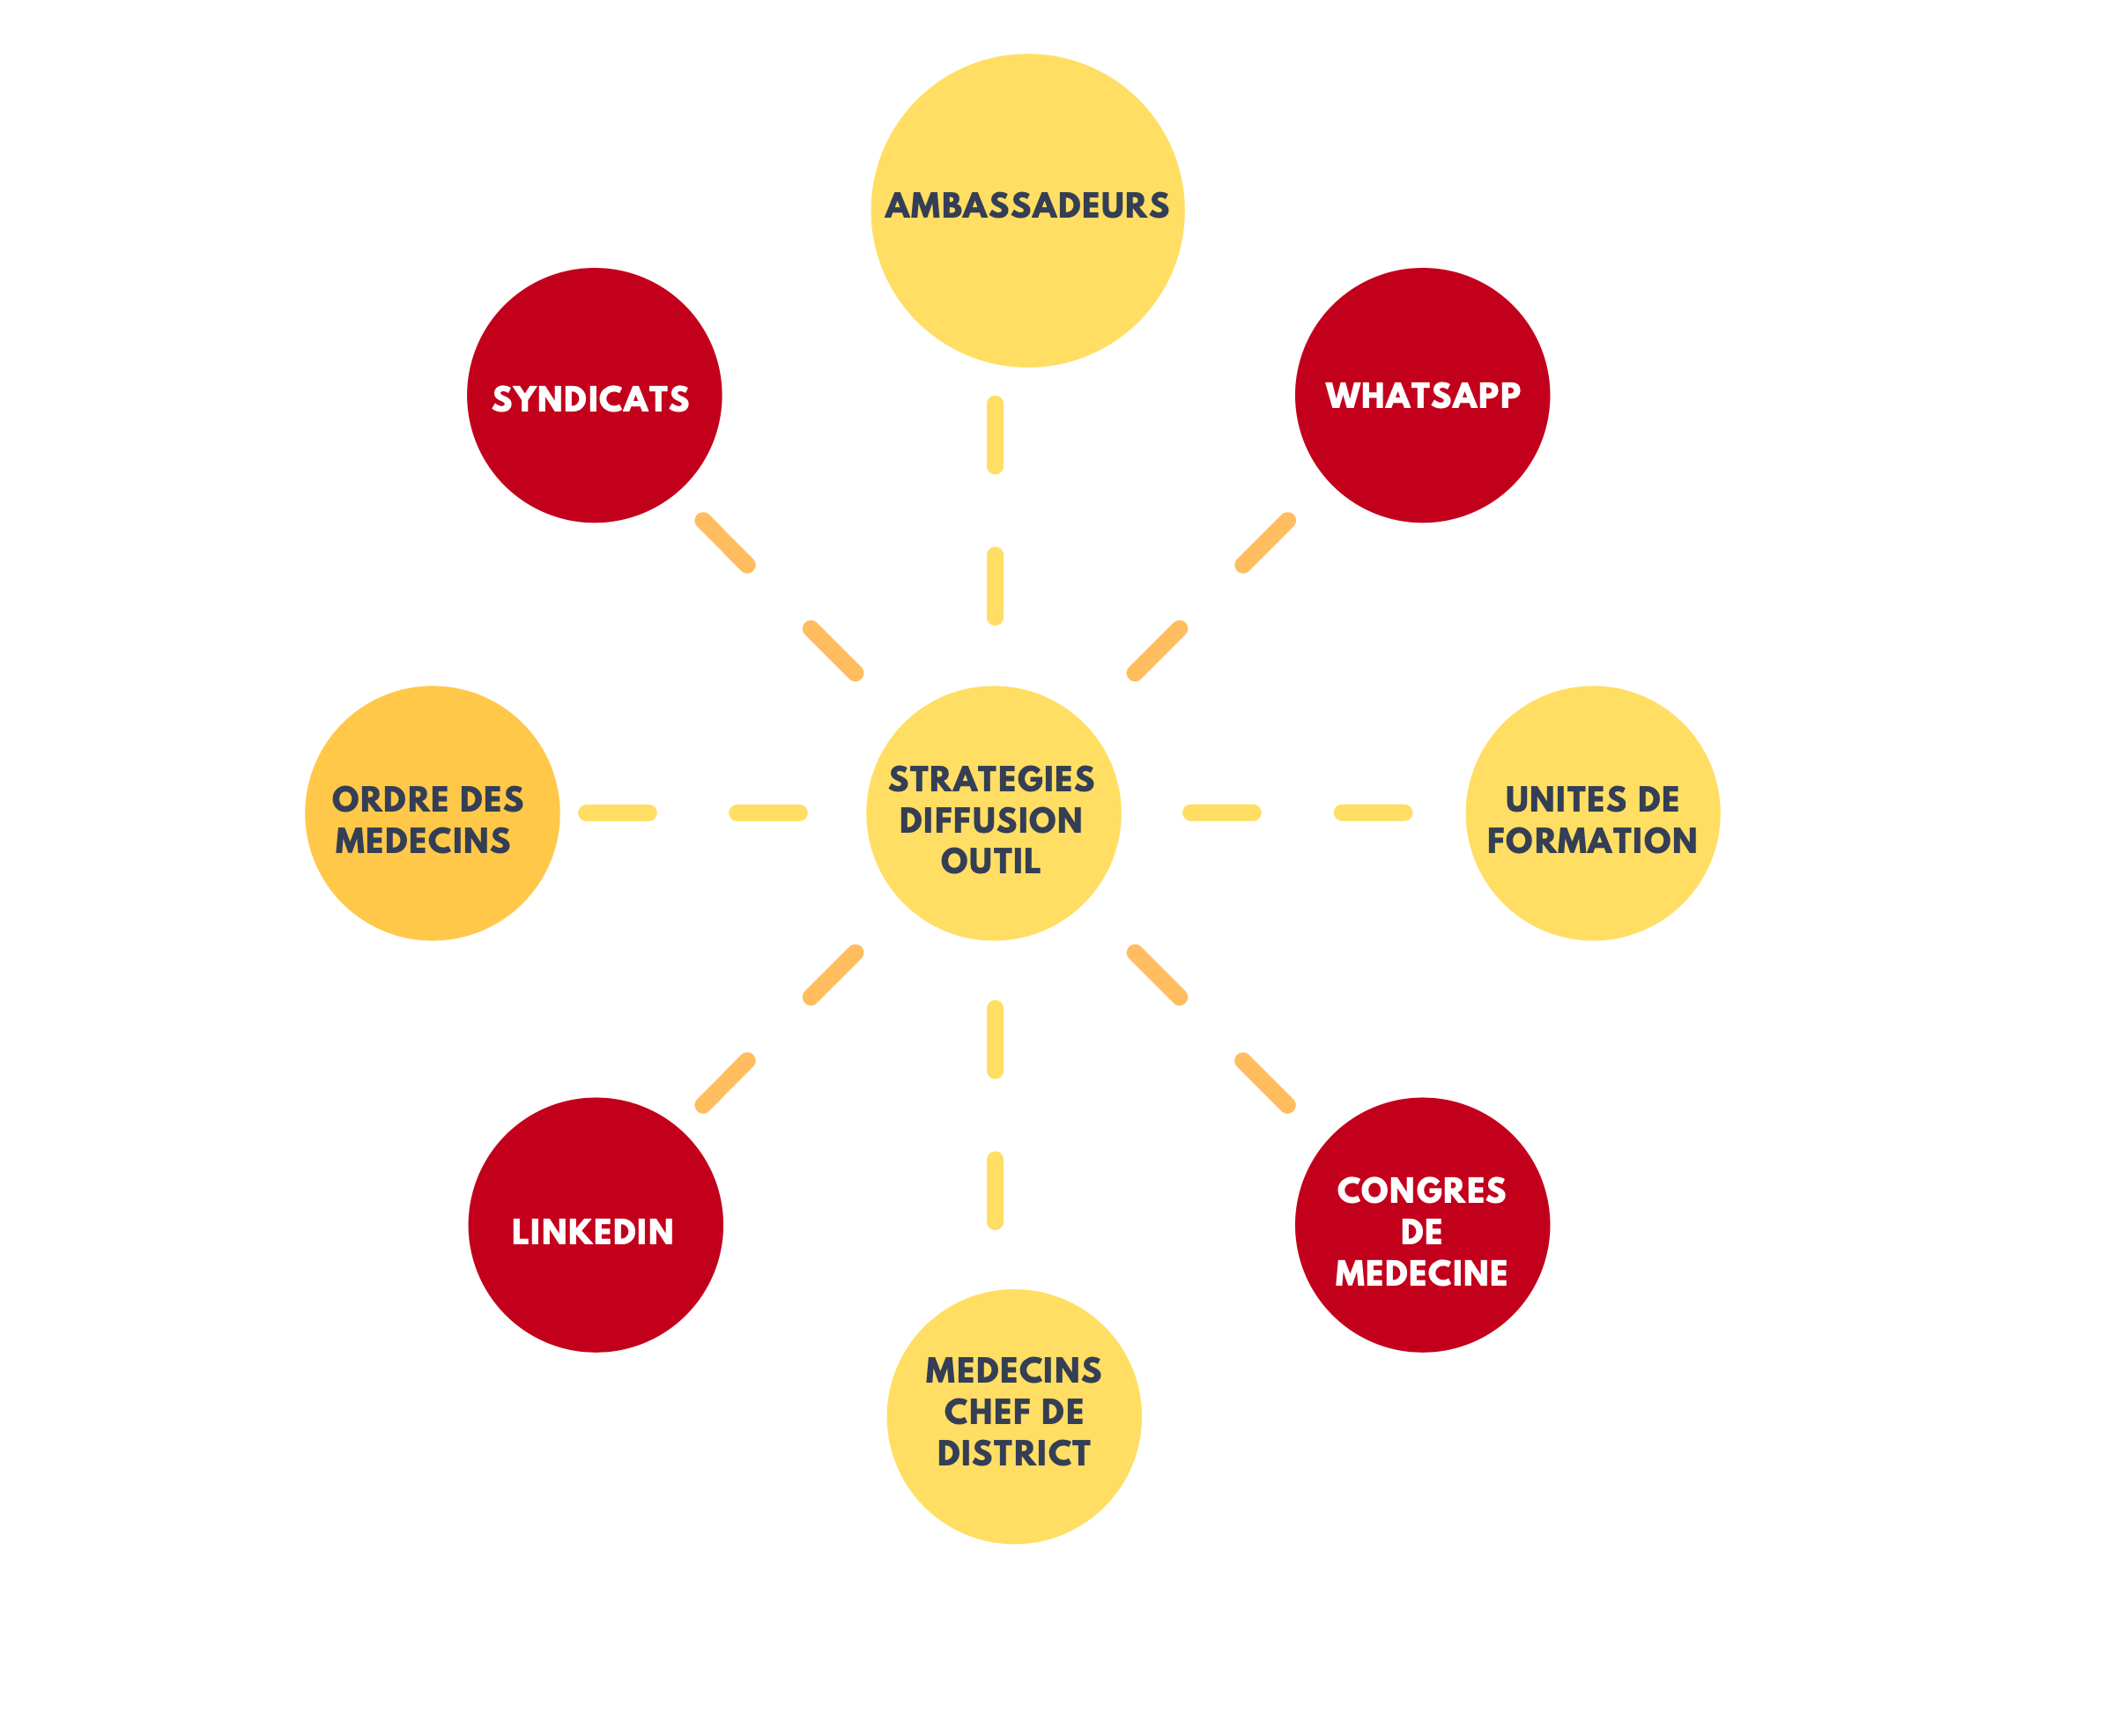 AMBASSADEURS
SYNDICATS
WHATSAPP
ORDRE DES
MEDECINS
STRATEGIES
DIFFUSION
OUTIL
UNITES DE
FORMATION
LINKEDIN
CONGRES
DE
MEDECINE
MEDECINS
CHEF DE
DISTRICT